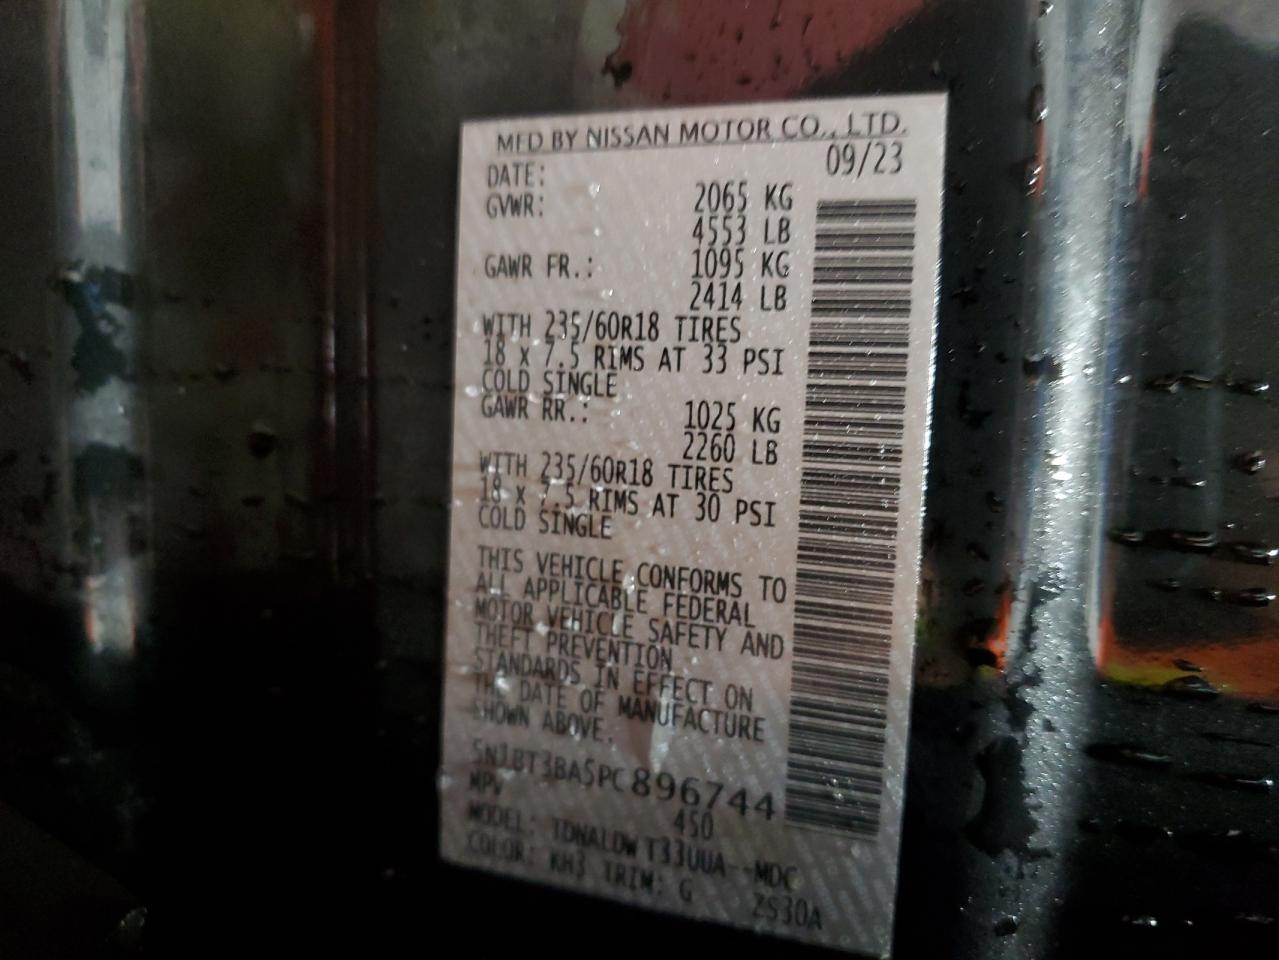 MFD BY NISSAN MOTOR CO., LTD.
DATE: 09/23
GVWR: 2065 KG
4553 LB
GAWR FR.: 1095 KG
2414 LB
WITH 235/60R18 TIRES
18 x 7.5 RIMS AT 33 PSI
COLD SINGLE
GAWR RR.: 1025 KG
2260 LB
WITH 235/60R18 TIRES
18 x 7.5 RIMS AT 30 PSI
COLD SINGLE
THIS VEHICLE CONFORMS TO
ALL APPLICABLE FEDERAL
MOTOR VEHICLE SAFETY AND
THEFT PREVENTION
STANDARDS IN EFFECT ON
THE DATE OF MANUFACTURE
SHOWN ABOVE.
5N1BT3BA5PC896744
MPV 450
MODEL: TDNALDW T33UUA--MDC
COLOR: KH3 TRIM: G ZS30A